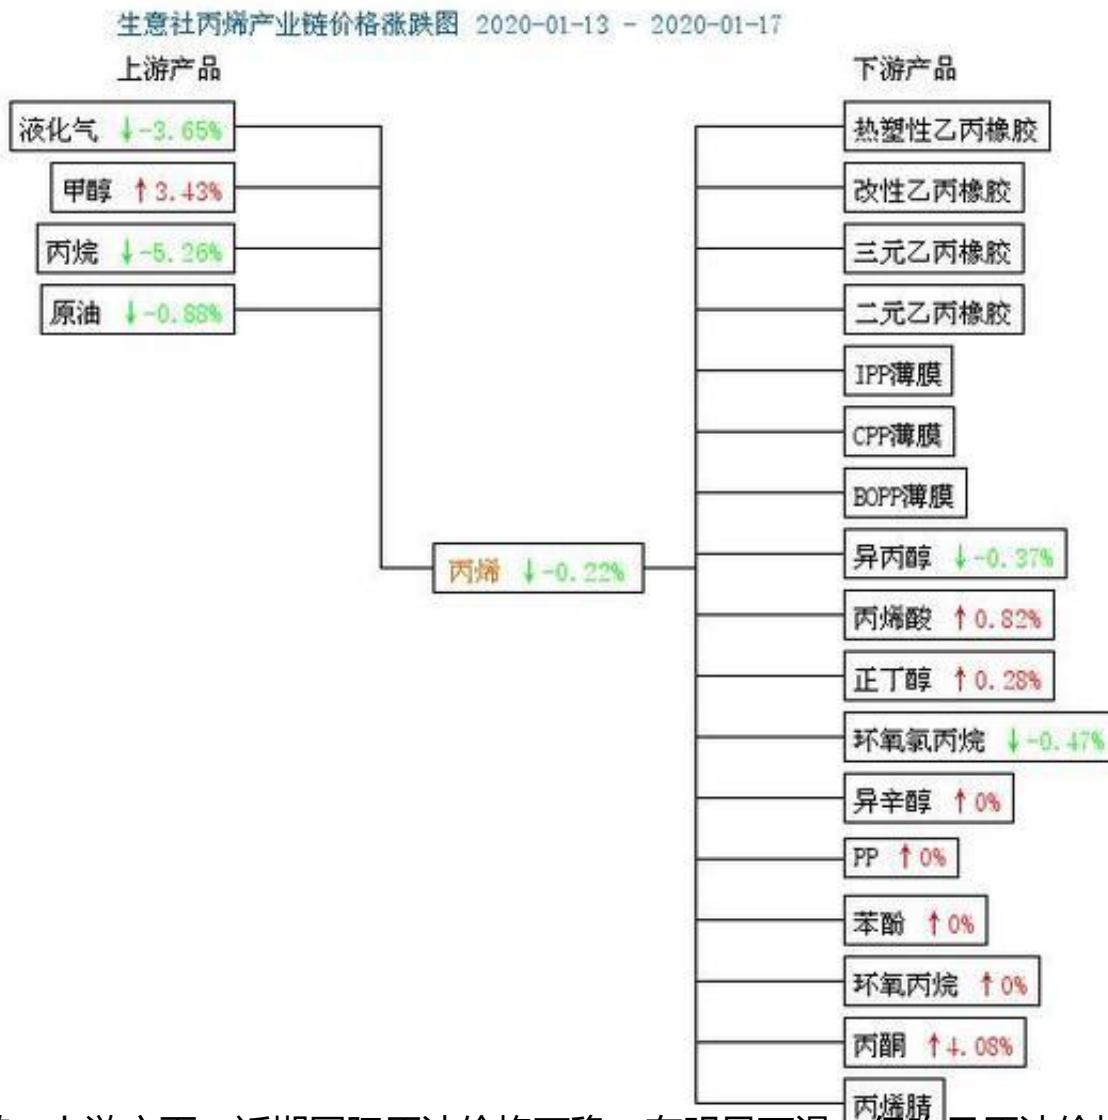 生意社丙烯产业链价格涨跌图 2020-01-13 - 2020-01-17
上游产品
下游产品
液化气 ↓-3.65%
甲醇 ↑3.43%
丙烷 ↓-5.26%
原油 ↓-0.88%
丙烯 ↓-0.22%
热塑性乙丙橡胶
改性乙丙橡胶
三元乙丙橡胶
二元乙丙橡胶
IPP薄膜
CPP薄膜
BOPP薄膜
异丙醇 ↓-0.37%
丙烯酸 ↑0.82%
正丁醇 ↑0.28%
环氧氯丙烷 ↓-0.47%
异辛醇 ↑0%
PP ↑0%
苯酚 ↑0%
环氧丙烷 ↑0%
丙酮 ↑4.08%
丙烯腈